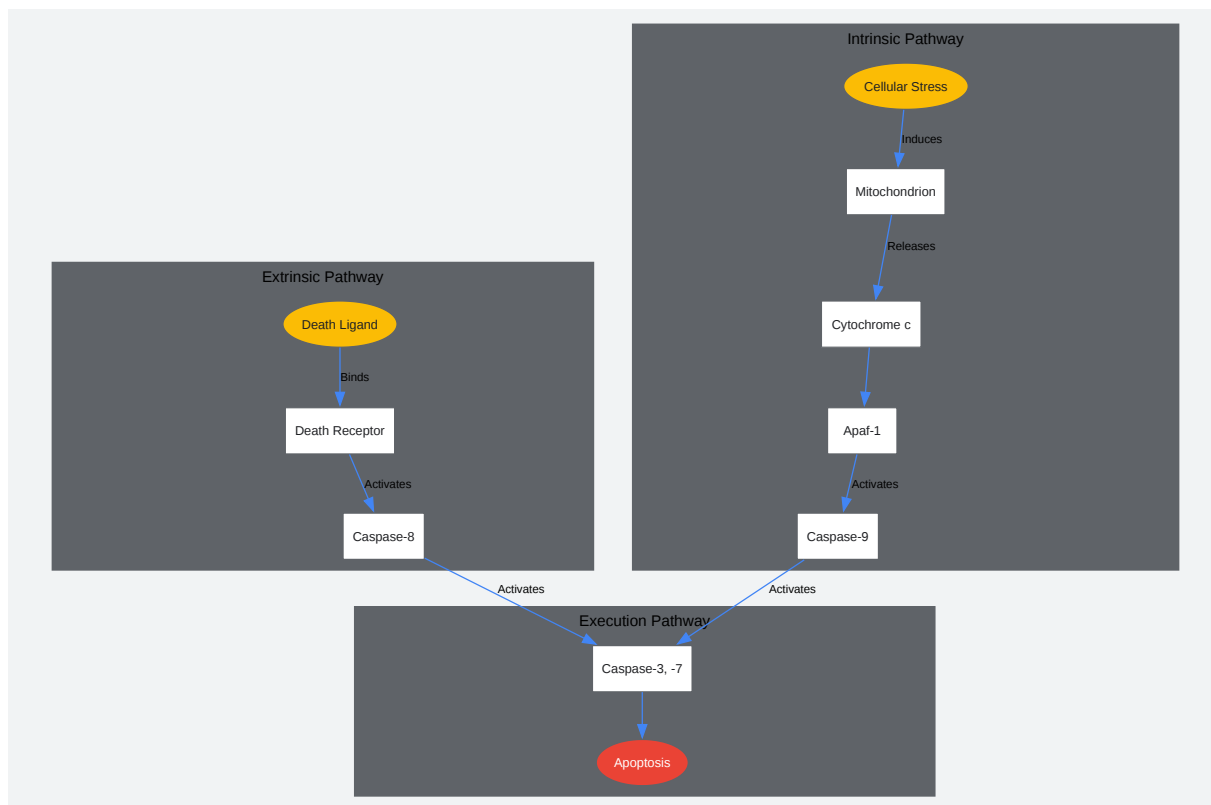 Intrinsic Pathway
Cellular Stress
Induces
Mitochondrion
Releases
Cytochrome c
Apaf-1
Activates
Caspase-9
Activates
Extrinsic Pathway
Death Ligand
Binds
Death Receptor
Activates
Caspase-8
Activates
Execution Pathway
Caspase-3, -7
Apoptosis